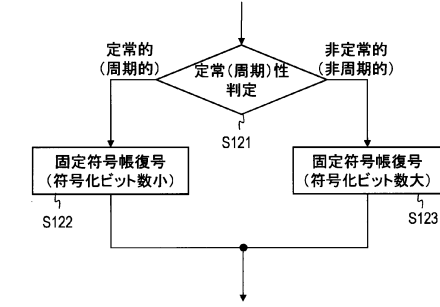 定常的
(周期的)
非定常的
(非周期的)
定常(周期)性
判定
S121
固定符号帳復号
(符号化ビット数小)
S122
固定符号帳復号
(符号化ビット数大)
S123